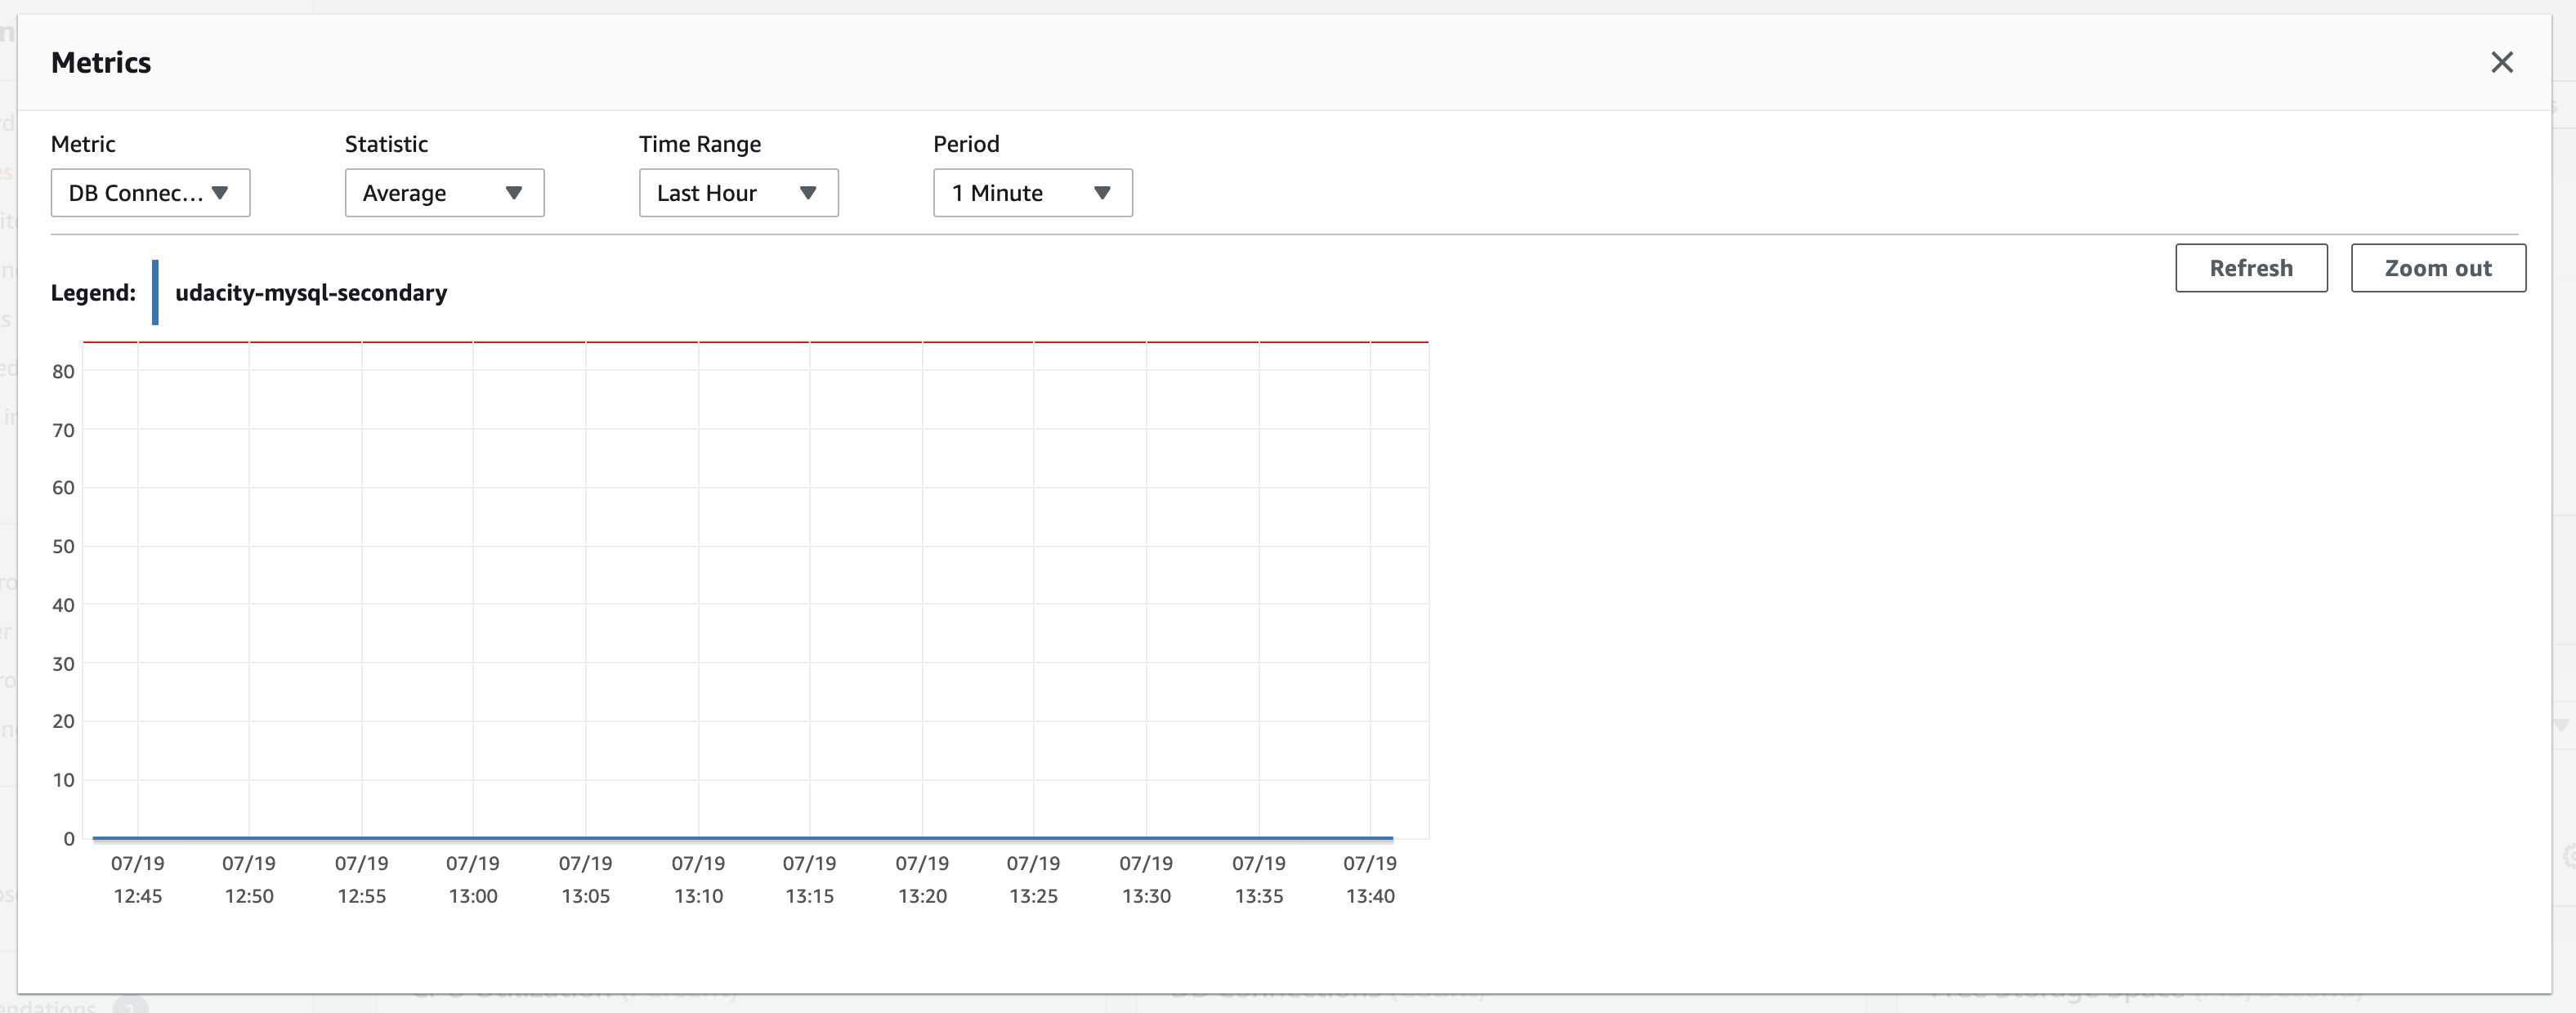 Metrics
Metric Statistic Time Range Period
DB Connec... Average Last Hour 1 Minute
Refresh Zoom out
Legend: udacity-mysql-secondary
80
70
60
50
40
30
20
10
0
07/19 07/19 07/19 07/19 07/19 07/19 07/19 07/19 07/19 07/19 07/19 07/19
12:45 12:50 12:55 13:00 13:05 13:10 13:15 13:20 13:25 13:30 13:35 13:40